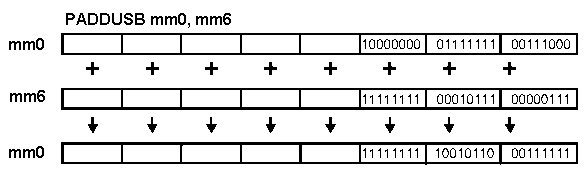 PADDUSB mm0, mm6
mm0 10000000 01111111 00111000
+ + + + + + + +
mm6 11111111 00010111 00000111
mm0 11111111 10010110 00111111